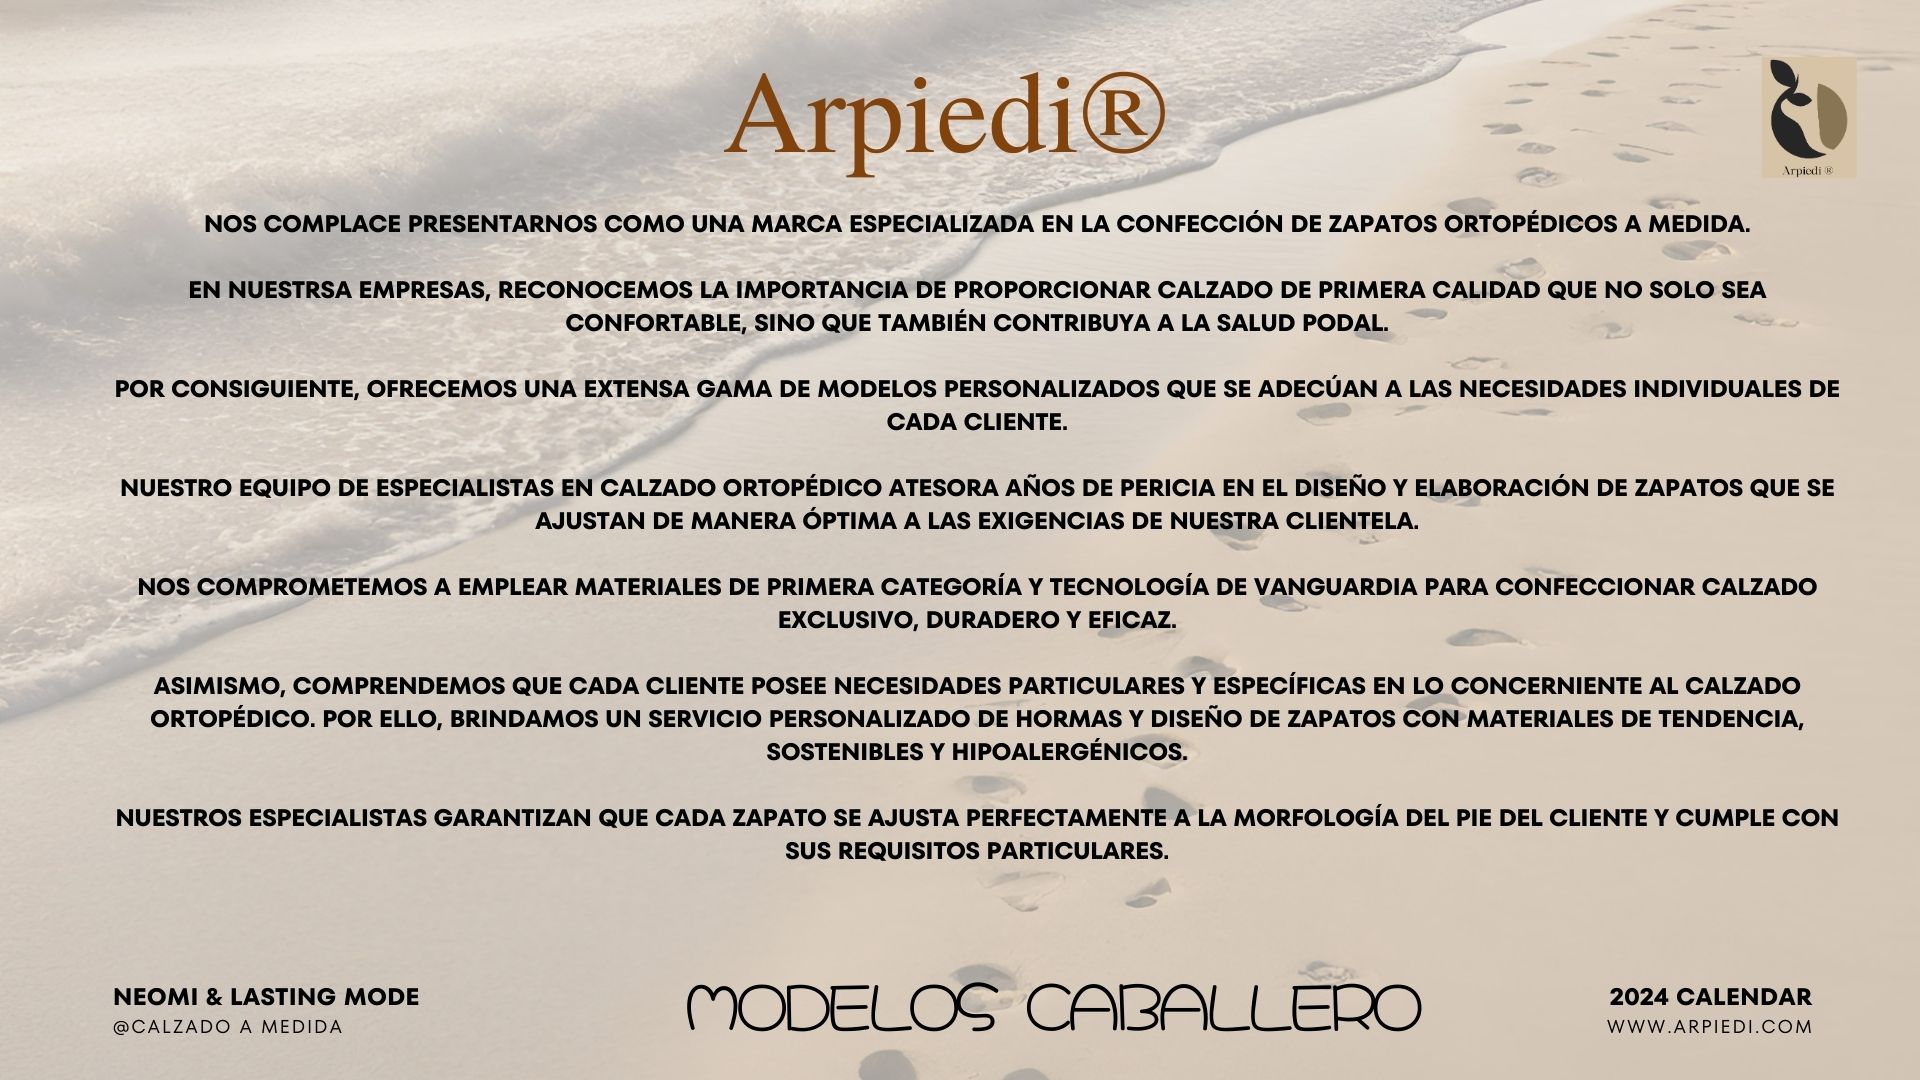 Arpiedi®
Arpiedi ®
NOS COMPLACE PRESENTARNOS COMO UNA MARCA ESPECIALIZADA EN LA CONFECCIÓN DE ZAPATOS ORTOPÉDICOS A MEDIDA.
EN NUESTRSA EMPRESAS, RECONOCEMOS LA IMPORTANCIA DE PROPORCIONAR CALZADO DE PRIMERA CALIDAD QUE NO SOLO SEA
CONFORTABLE, SINO QUE TAMBIÉN CONTRIBUYA A LA SALUD PODAL.
POR CONSIGUIENTE, OFRECEMOS UNA EXTENSA GAMA DE MODELOS PERSONALIZADOS QUE SE ADECÚAN A LAS NECESIDADES INDIVIDUALES DE
CADA CLIENTE.
NUESTRO EQUIPO DE ESPECIALISTAS EN CALZADO ORTOPÉDICO ATESORA AÑOS DE PERICIA EN EL DISEÑO Y ELABORACIÓN DE ZAPATOS QUE SE
AJUSTAN DE MANERA ÓPTIMA A LAS EXIGENCIAS DE NUESTRA CLIENTELA.
NOS COMPROMETEMOS A EMPLEAR MATERIALES DE PRIMERA CATEGORÍA Y TECNOLOGÍA DE VANGUARDIA PARA CONFECCIONAR CALZADO
EXCLUSIVO, DURADERO Y EFICAZ.
ASIMISMO, COMPRENDEMOS QUE CADA CLIENTE POSEE NECESIDADES PARTICULARES Y ESPECÍFICAS EN LO CONCERNIENTE AL CALZADO
ORTOPÉDICO. POR ELLO, BRINDAMOS UN SERVICIO PERSONALIZADO DE HORMAS Y DISEÑO DE ZAPATOS CON MATERIALES DE TENDENCIA,
SOSTENIBLES Y HIPOALERGÉNICOS.
NUESTROS ESPECIALISTAS GARANTIZAN QUE CADA ZAPATO SE AJUSTA PERFECTAMENTE A LA MORFOLOGÍA DEL PIE DEL CLIENTE Y CUMPLE CON
SUS REQUISITOS PARTICULARES.
NEOMI & LASTING MODE
@CALZADO A MEDIDA
MODELOS CABALLERO
2024 CALENDAR
WWW.ARPIEDI.COM